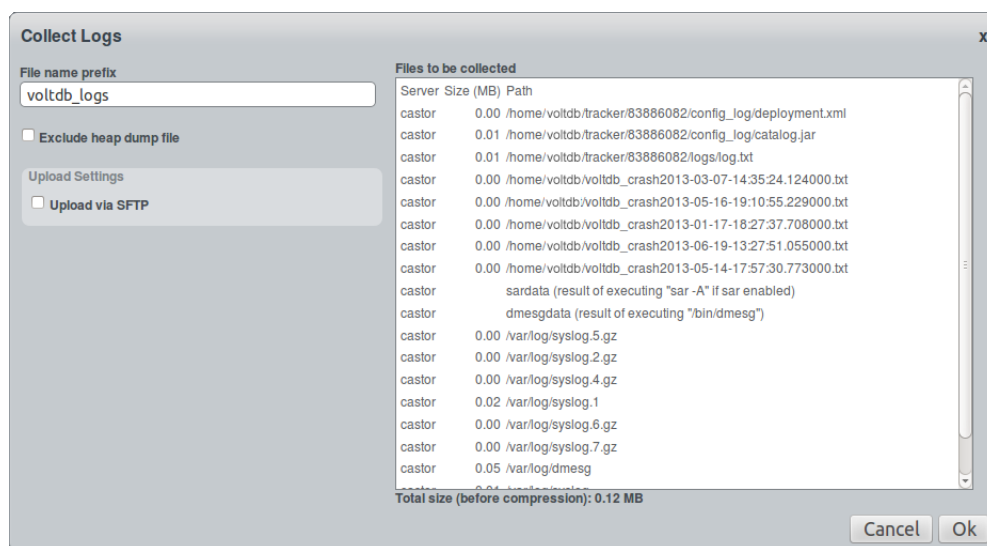 Collect Logs x
File name prefix
voltdb_logs
Exclude heap dump file
Upload Settings
Upload via SFTP
Files to be collected
Server Size (MB) Path
castor 0.00 /home/voltdb/tracker/83886082/config_log/deployment.xml
castor 0.01 /home/voltdb/tracker/83886082/config_log/catalog.jar
castor 0.01 /home/voltdb/tracker/83886082/logs/log.txt
castor 0.00 /home/voltdb/voltdb_crash2013-03-07-14:35:24.124000.txt
castor 0.00 /home/voltdb/voltdb_crash2013-05-16-19:10:55.229000.txt
castor 0.00 /home/voltdb/voltdb_crash2013-01-17-18:27:37.708000.txt
castor 0.00 /home/voltdb/voltdb_crash2013-06-19-13:27:51.055000.txt
castor 0.00 /home/voltdb/voltdb_crash2013-05-14-17:57:30.773000.txt
castor sardata (result of executing "sar -A" if sar enabled)
castor dmesgdata (result of executing "/bin/dmesg")
castor 0.00 /var/log/syslog.5.gz
castor 0.00 /var/log/syslog.2.gz
castor 0.00 /var/log/syslog.4.gz
castor 0.02 /var/log/syslog.1
castor 0.00 /var/log/syslog.6.gz
castor 0.00 /var/log/syslog.7.gz
castor 0.05 /var/log/dmesg
castor 0.01 /var/log/syslog
Total size (before compression): 0.12 MB
Cancel Ok